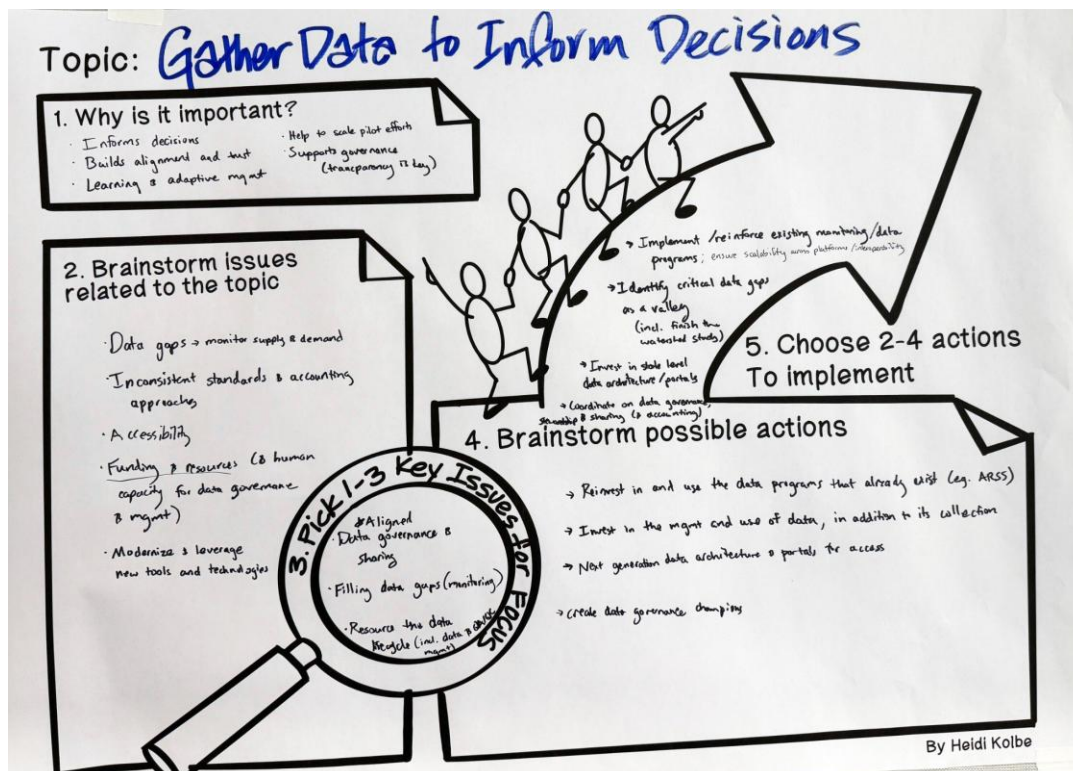 Topic: Gather Data to Inform Decisions
1. Why is it important?
· Informs decisions
· Builds alignment and trust
· Learning & adaptive mgmt
· Help to scale pilot efforts
· Supports governance
(transparency is key)
2. Brainstorm issues
related to the topic
· Data gaps → monitor supply & demand
· Inconsistent standards & accounting
approaches
· Accessibility
· Funding & resources (& human
capacity for data governance
& mgmt)
· Modernize & leverage
new tools and technologies
3. Pick 1-3 Key Issues for Focus
*Aligned
· Data governance &
sharing
· Filling data gaps (monitoring)
· Resource the data
lifecycle (incl. data &
mgmt)
4. Brainstorm possible actions
→ Reinvest in and use the data programs that already exist (eg. ARSS)
→ Invest in the mgmt and use of data, in addition to its collection
→ Next generation data architecture & portals for access
→ create data governance champions
5. Choose 2-4 actions
To implement
→ Implement/reinforce existing monitoring/data
programs; ensure scalability across platforms/interoperability
→ Identify critical data gaps
as a valley
(incl. finish the
watershed study)
→ Invest in state level
data architecture/portals
→ Coordinate on data governance,
stewardship & sharing (& accounting)
By Heidi Kolbe